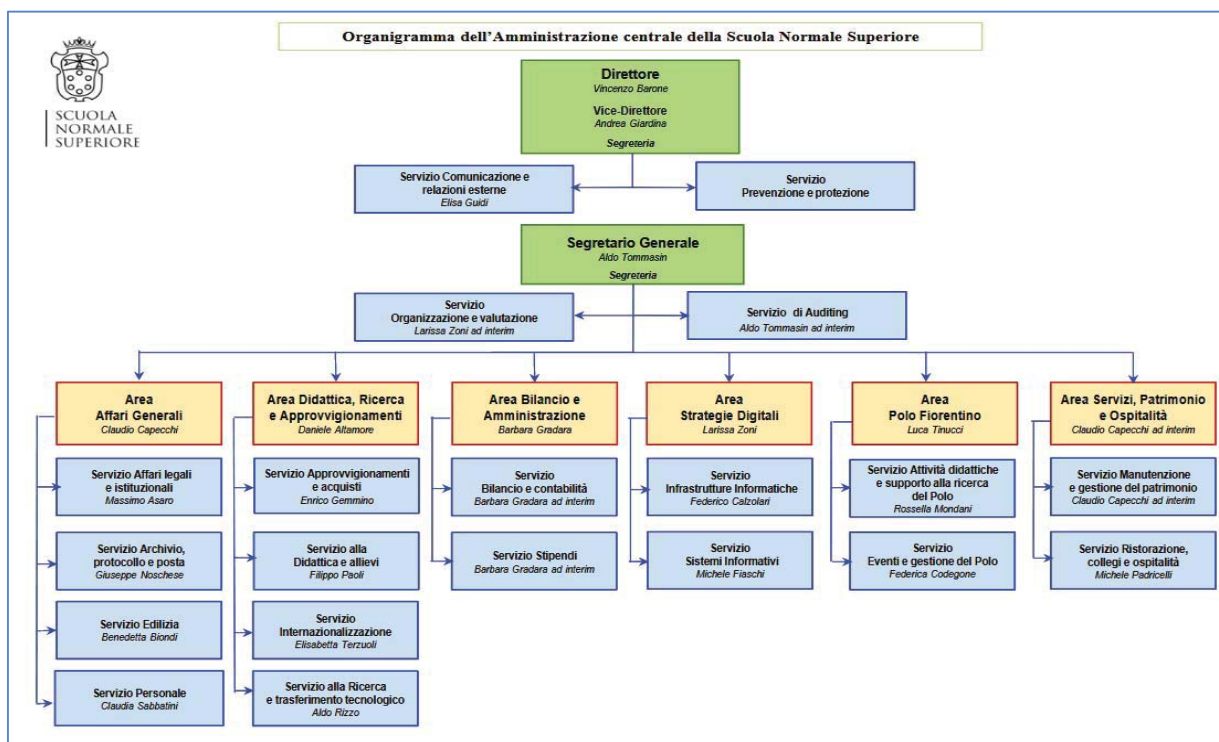 Organigramma dell'Amministrazione centrale della Scuola Normale Superiore
SCUOLA
NORMALE
SUPERIORE
Direttore
Vincenzo Barone
Vice-Direttore
Andrea Giardina
Segreteria
Servizio Comunicazione e
relazioni esterne
Elisa Guidi
Servizio
Prevenzione e protezione
Segretario Generale
Aldo Tommasin
Segreteria
Servizio
Organizzazione e valutazione
Larissa Zoni ad interim
Servizio di Auditing
Aldo Tommasin ad interim
Area
Affari Generali
Claudio Capecchi
Servizio Affari legali
e istituzionali
Massimo Asaro
Servizio Archivio,
protocollo e posta
Giuseppe Noschese
Servizio Edilizia
Benedetta Biondi
Servizio Personale
Claudia Sabbatini
Area Didattica, Ricerca
e Approvvigionamenti
Daniele Altamore
Servizio Approvvigionamenti
e acquisti
Enrico Gemmino
Servizio alla
Didattica e allievi
Filippo Paoli
Servizio
Internazionalizzazione
Elisabetta Terzuoli
Servizio alla Ricerca
e trasferimento tecnologico
Aldo Rizzo
Area Bilancio e
Amministrazione
Barbara Gradara
Servizio
Bilancio e contabilità
Barbara Gradara ad interim
Servizio Stipendi
Barbara Gradara ad interim
Area
Strategie Digitali
Larissa Zoni
Servizio
Infrastrutture Informatiche
Federico Calzolari
Servizio
Sistemi Informativi
Michele Fiaschi
Area
Polo Fiorentino
Luca Tinucci
Servizio Attività didattiche
e supporto alla ricerca
del Polo
Rossella Mondani
Servizio
Eventi e gestione del Polo
Federica Codegone
Area Servizi, Patrimonio
e Ospitalità
Claudio Capecchi ad interim
Servizio Manutenzione
e gestione del patrimonio
Claudio Capecchi ad interim
Servizio Ristorazione,
collegi e ospitalità
Michele Padricelli